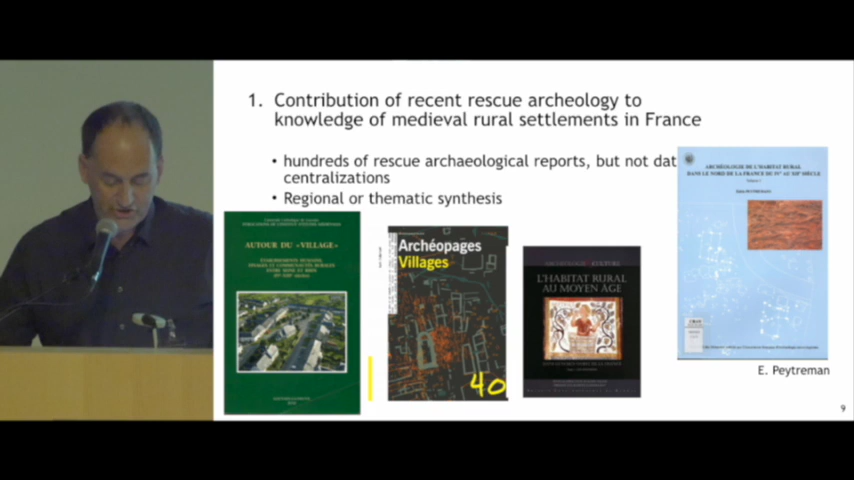 1. Contribution of recent rescue archeology to
knowledge of medieval rural settlements in France
• hundreds of rescue archaeological reports, but not dat
centralizations
• Regional or thematic synthesis
AUTOUR DU «VILLAGE»
Archéopages
Villages
40
L'HABITAT RURAL
AU MOYEN ÂGE
ARCHÉOLOGIE DE L'HABITAT RURAL
DANS LE NORD DE LA FRANCE DU IVe AU XIIIe SIÈCLE
E. Peytreman
9